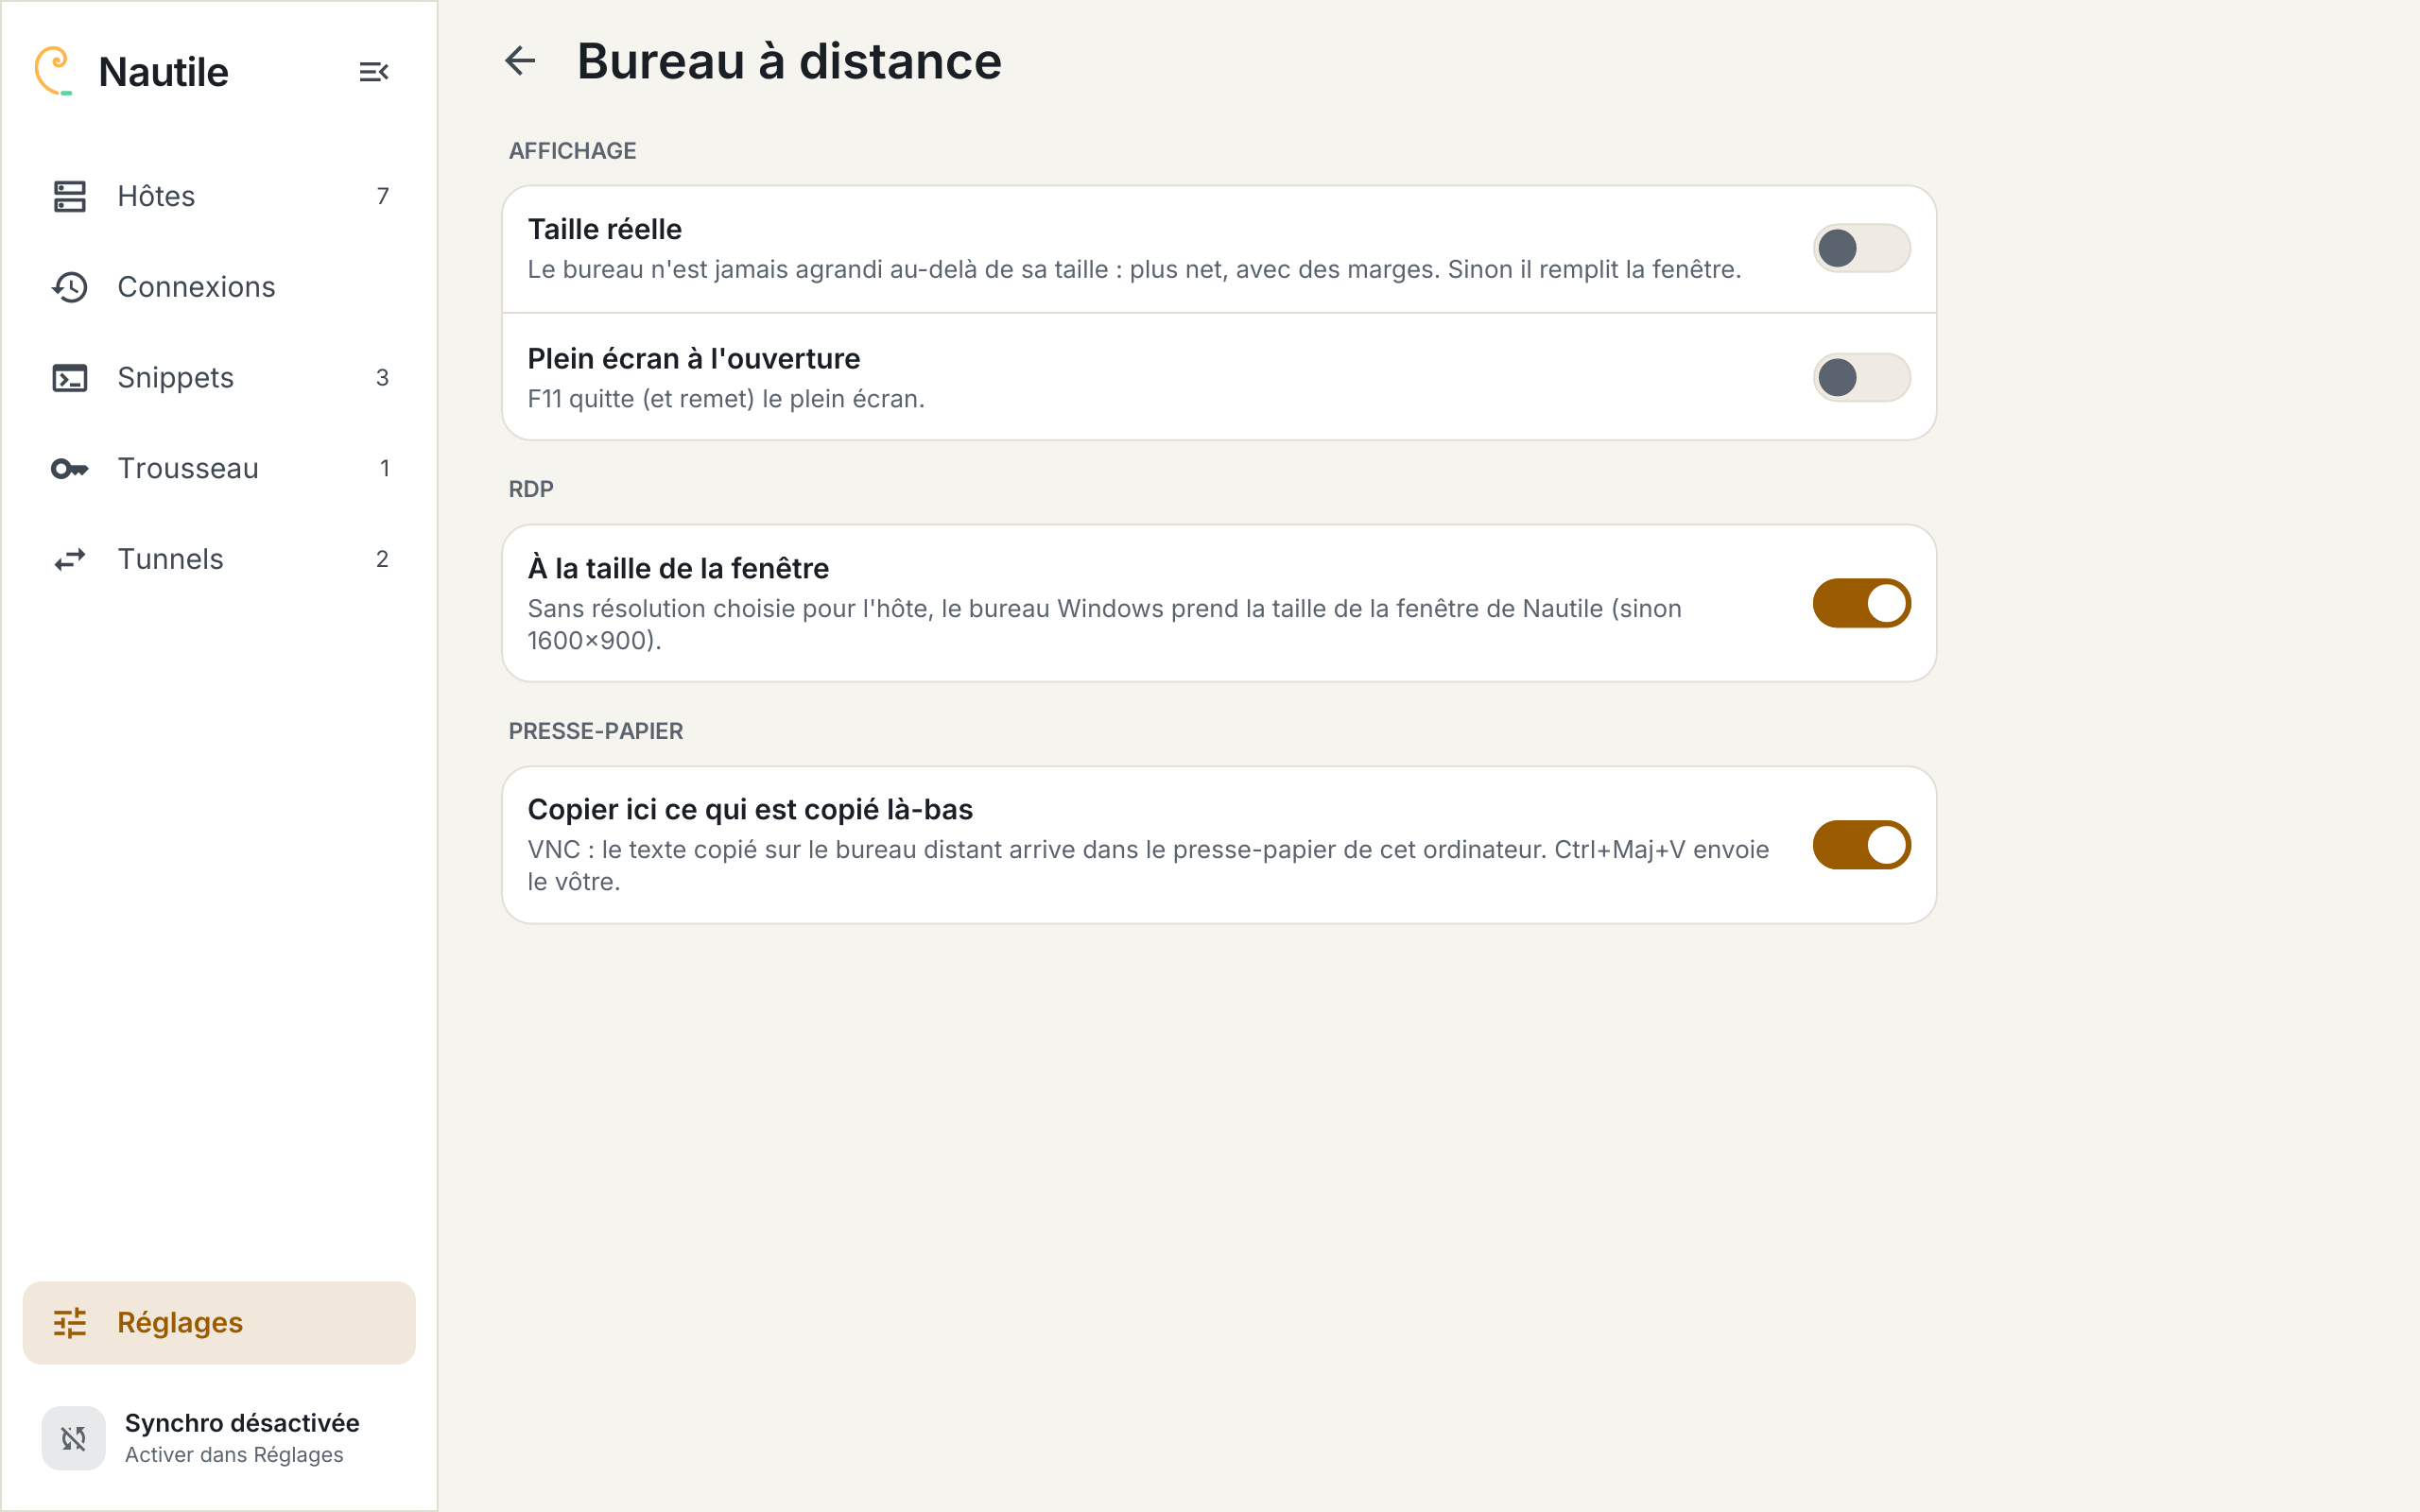 Nautile
Hôtes 7
Connexions
Snippets 3
Trousseau 1
Tunnels 2
Réglages
Synchro désactivée
Activer dans Réglages
Bureau à distance
AFFICHAGE
Taille réelle
Le bureau n'est jamais agrandi au-delà de sa taille : plus net, avec des marges. Sinon il remplit la fenêtre.
Plein écran à l'ouverture
F11 quitte (et remet) le plein écran.
RDP
À la taille de la fenêtre
Sans résolution choisie pour l'hôte, le bureau Windows prend la taille de la fenêtre de Nautile (sinon
1600×900).
PRESSE-PAPIER
Copier ici ce qui est copié là-bas
VNC : le texte copié sur le bureau distant arrive dans le presse-papier de cet ordinateur. Ctrl+Maj+V envoie
le vôtre.